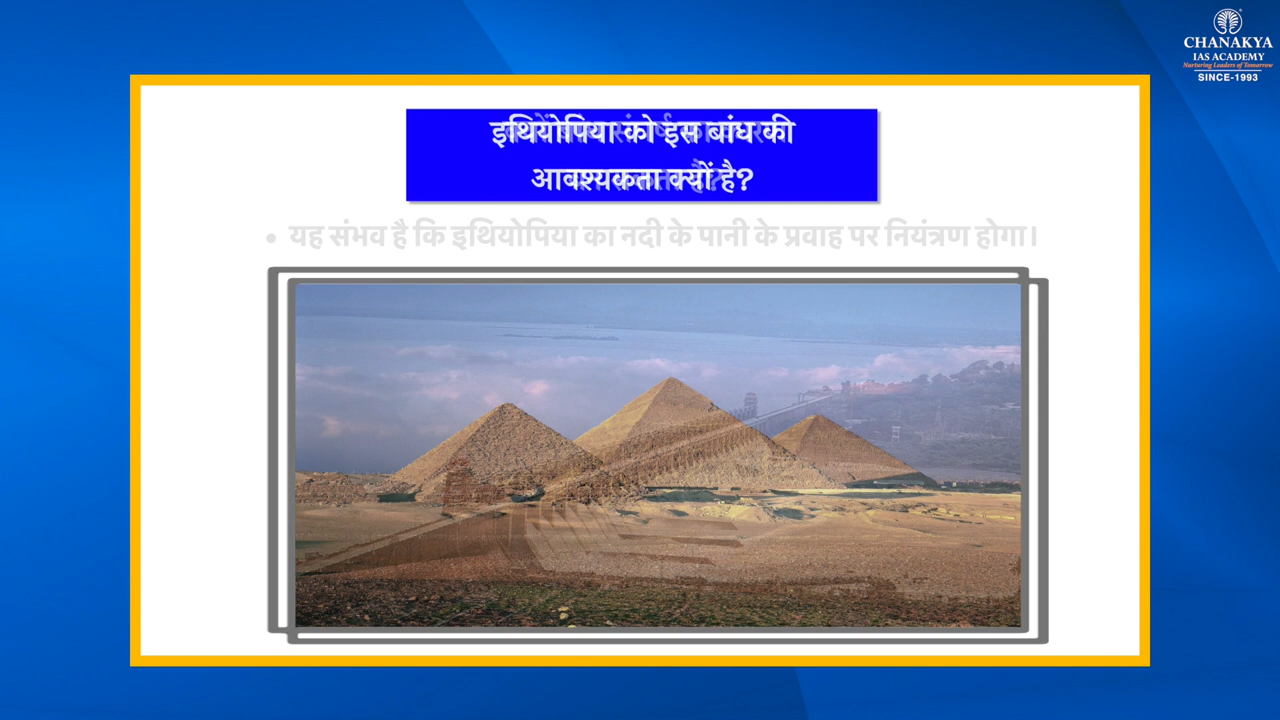 CHANAKYA
IAS ACADEMY
Nurturing Leaders of Tomorrow
SINCE-1993
इथियोपिया को इस बांध की
आवश्यकता क्यों है?
• यह संभव है कि इथियोपिया का नदी के पानी के प्रवाह पर नियंत्रण होगा।